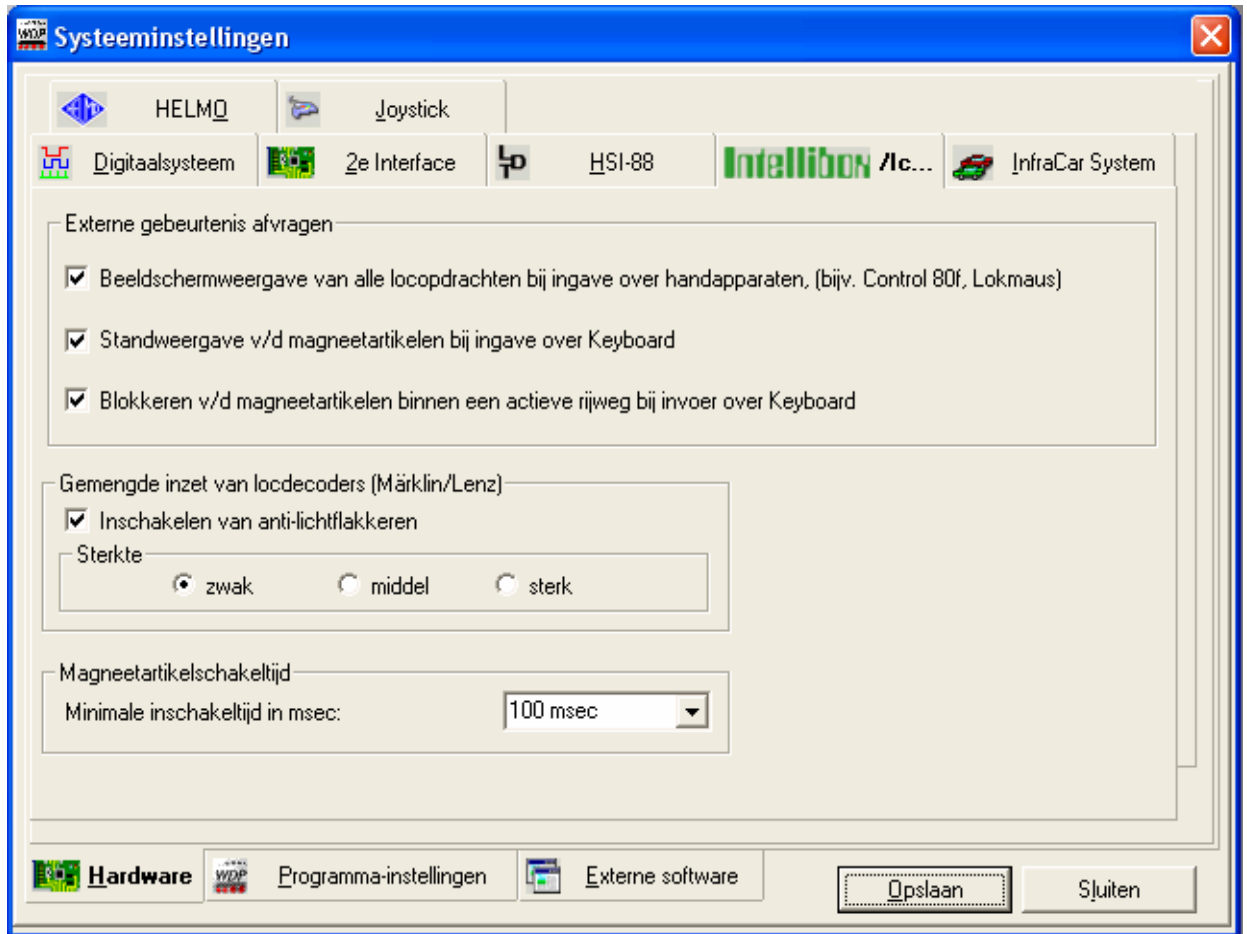 WDP Systeeminstellingen
HELMO Joystick
Digitaalsysteem 2e Interface LTD HSI-88 Intellibox /Ic... InfraCar System
Externe gebeurtenis afvragen
Beeldschermweergave van alle locopdrachten bij ingave over handapparaten, (bijv. Control 80f, Lokmaus)
Standweergave v/d magneetartikelen bij ingave over Keyboard
Blokkeren v/d magneetartikelen binnen een actieve rijweg bij invoer over Keyboard
Gemengde inzet van locdecoders (Märklin/Lenz)
Inschakelen van anti-lichtflakkeren
Sterkte
zwak middel sterk
Magneetartikelschakeltijd
Minimale inschakeltijd in msec: 100 msec
Hardware WDP Programma-instellingen Externe software
Opslaan Sluiten